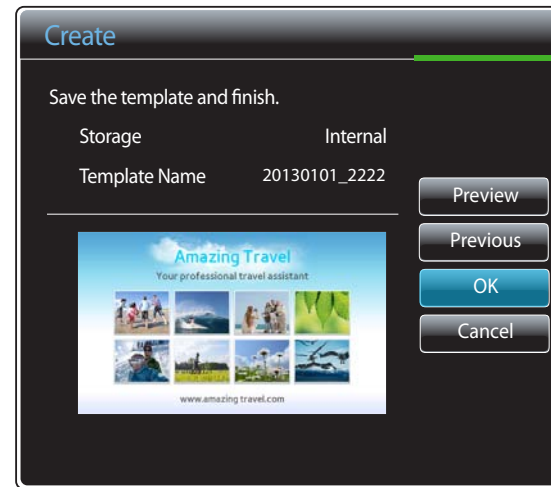 Create
Save the template and finish.
Storage Internal
Template Name 20130101_2222
Preview
Previous
OK
Cancel
Amazing Travel
Your professional travel assistant
www.amazing travel.com